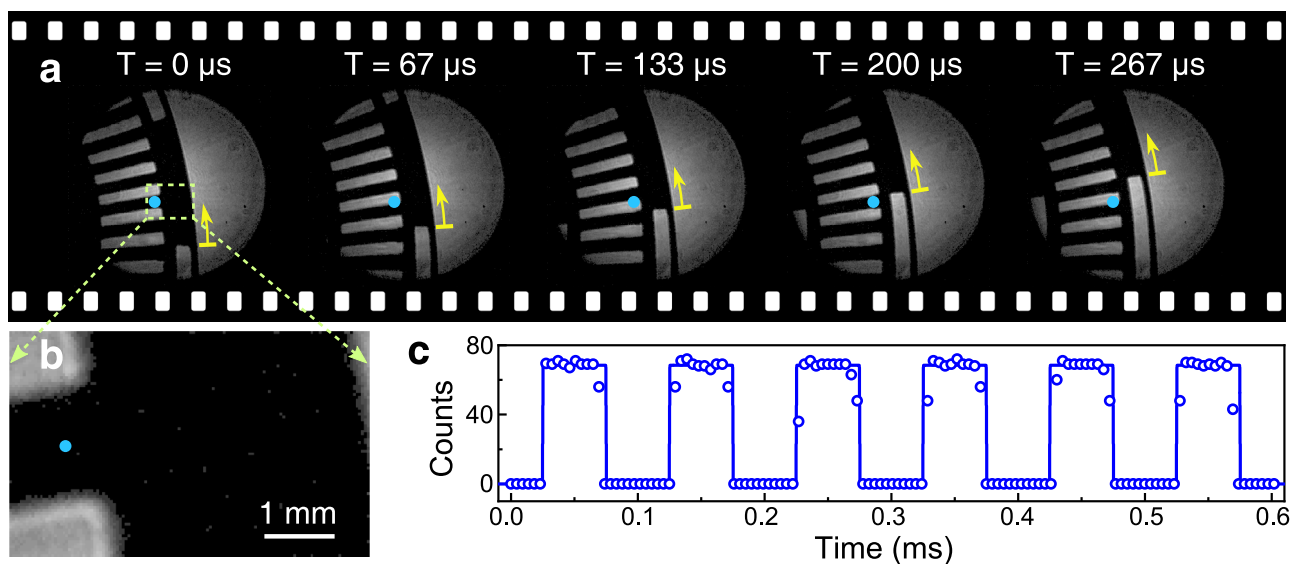 a
T = 0 µs
T = 67 µs
T = 133 µs
T = 200 µs
T = 267 µs
b
1 mm
c
80
40
0
Counts
0.0 0.1 0.2 0.3 0.4 0.5 0.6
Time (ms)